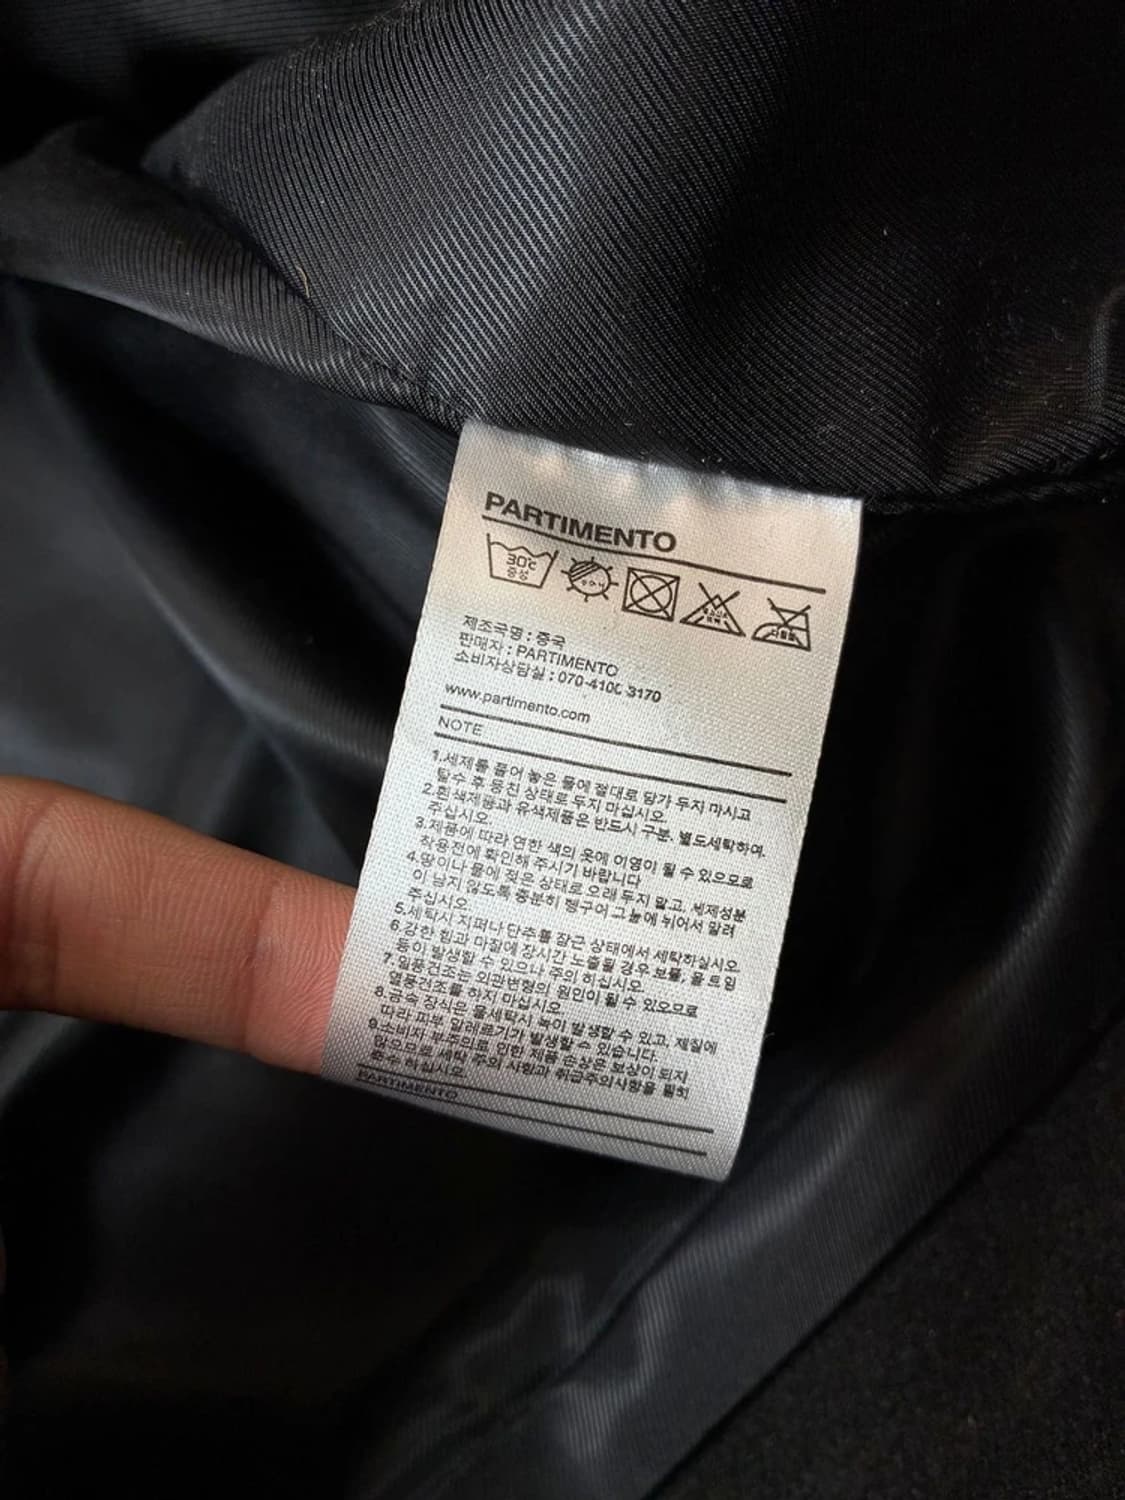 PARTIMENTO
30℃
중성
제조국명 : 중국
판매자 : PARTIMENTO
소비자상담실 : 070-4100-3170
www.partimento.com
NOTE
1.세제를 풀어 놓은 물에 절대로 담가 두지 마시고
탈수 후 뭉친 상태로 두지 마십시오.
2.흰색제품과 유색제품은 반드시 구분, 별도세탁하여.
주십시오.
3.제품에 따라 연한 색의 옷에 이염이 될 수 있으므로
착용전에 확인해 주시기 바랍니다
4.땀이나 물에 젖은 상태로 오래 두지 말고, 세제성분
이 남지 않도록 충분히 헹구어 그늘에 뉘어서 말려
주십시오.
5.세탁시 지퍼나 단추를 잠근 상태에서 세탁하십시오.
6.강한 힘과 마찰에 장시간 노출될 경우 보풀, 올트임
등이 발생할 수 있으니 주의 하십시오.
7.열풍건조는 외관변형의 원인이 될 수 있으므로
열풍건조를 하지 마십시오.
8.금속 장식은 물세탁시 녹이 발생할 수 있고, 체질에
따라 피부 알레르기가 발생할 수 있습니다.
9.소비자 부주의로 인한 제품 손상은 보상이 되지
않으므로 세탁 주의 사항과 취급주의사항을 필히
준수 하십시오.
PARTIMENTO